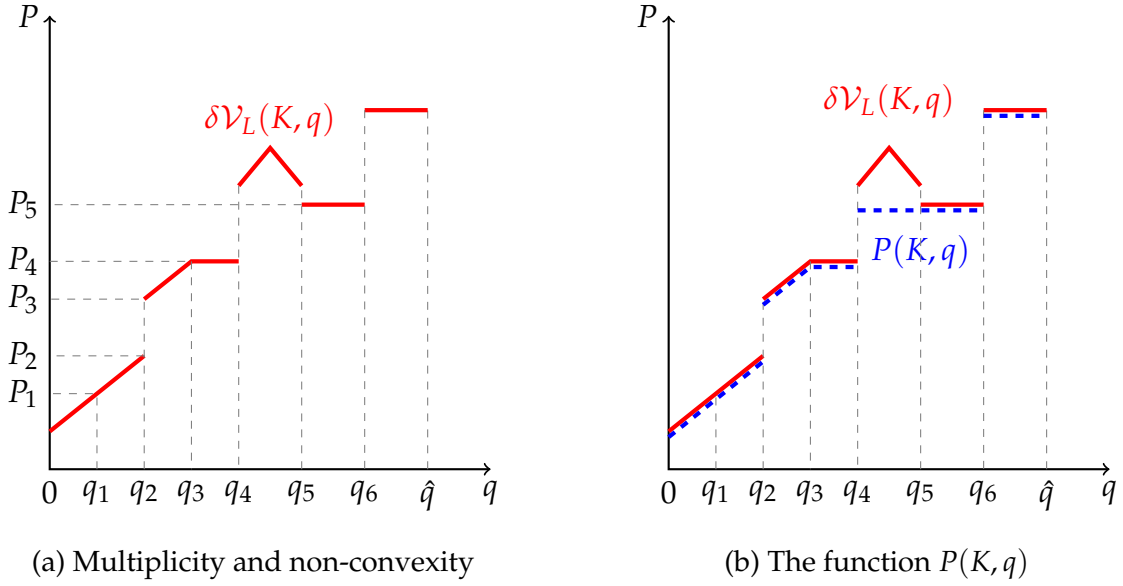 P
δV_L(K, q)
P_5
P_4
P_3
P_2
P_1
0 q_1 q_2 q_3 q_4 q_5 q_6 q̂ q
(a) Multiplicity and non-convexity
P
δV_L(K, q)
P(K, q)
0 q_1 q_2 q_3 q_4 q_5 q_6 q̂ q
(b) The function P(K, q)